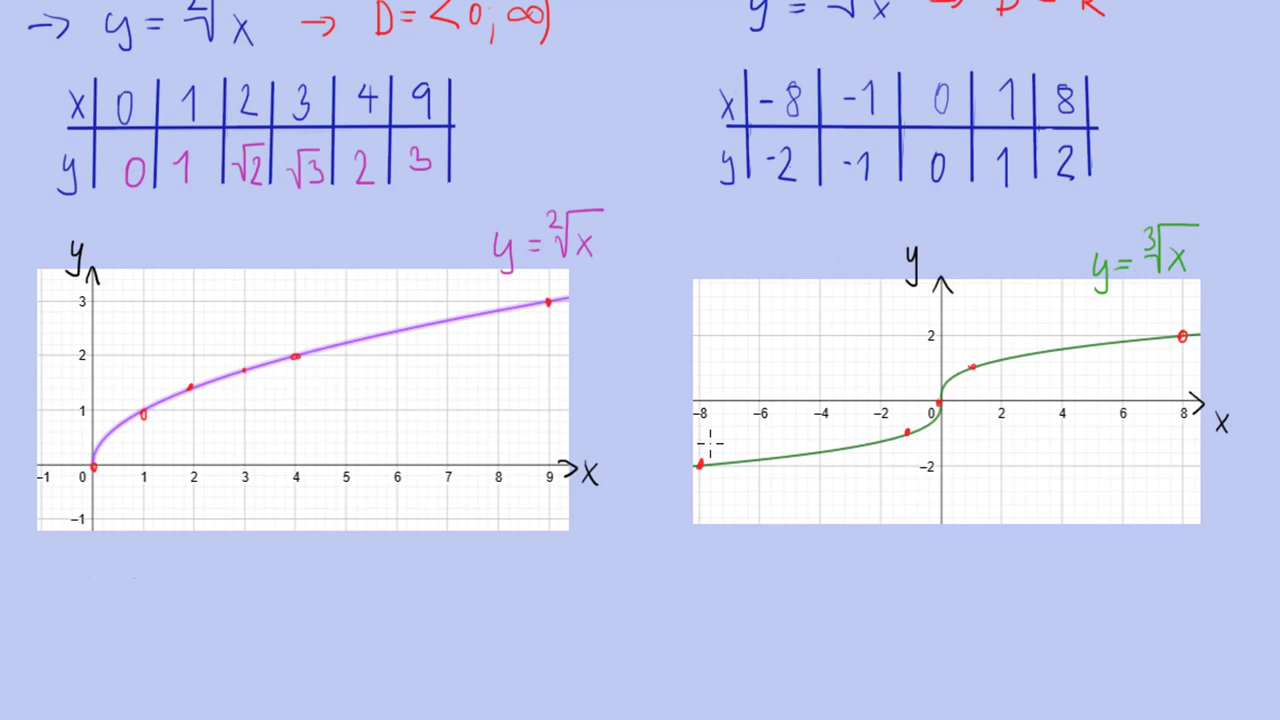 → y = ²√x → D = <0; ∞)
y = √x → D = R
x | 0 | 1 | 2 | 3 | 4 | 9 |
y | 0 | 1 | √2 | √3 | 2 | 3 |
x | -8 | -1 | 0 | 1 | 8 |
y | -2 | -1 | 0 | 1 | 2 |
y = ²√x
y
3
2
1
−1 0 1 2 3 4 5 6 7 8 9 x
−1
y = ³√x
y
2
−8 −6 −4 −2 0 2 4 6 8 x
−2